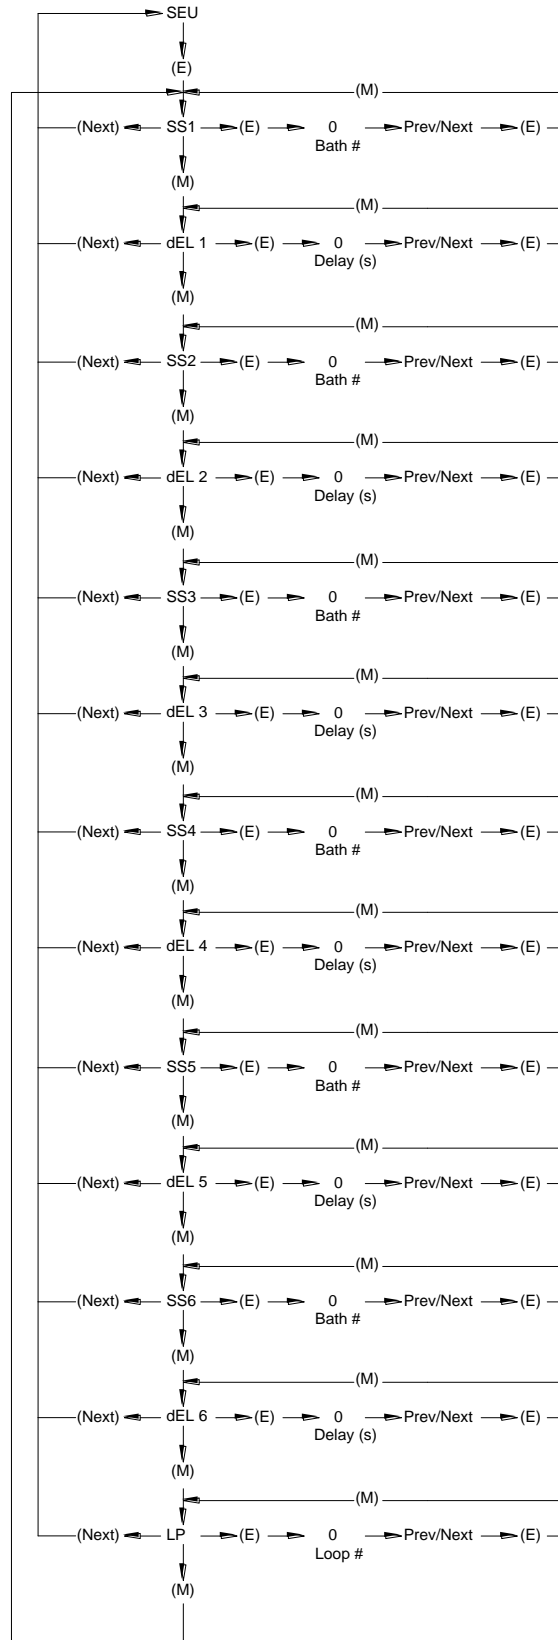 SEU
(E)
(M)
(Next) SS1 (E) 0 Prev/Next (E)
Bath #
(M)
(M)
(Next) dEL 1 (E) 0 Prev/Next (E)
Delay (s)
(M)
(M)
(Next) SS2 (E) 0 Prev/Next (E)
Bath #
(M)
(M)
(Next) dEL 2 (E) 0 Prev/Next (E)
Delay (s)
(M)
(M)
(Next) SS3 (E) 0 Prev/Next (E)
Bath #
(M)
(M)
(Next) dEL 3 (E) 0 Prev/Next (E)
Delay (s)
(M)
(M)
(Next) SS4 (E) 0 Prev/Next (E)
Bath #
(M)
(M)
(Next) dEL 4 (E) 0 Prev/Next (E)
Delay (s)
(M)
(M)
(Next) SS5 (E) 0 Prev/Next (E)
Bath #
(M)
(M)
(Next) dEL 5 (E) 0 Prev/Next (E)
Delay (s)
(M)
(M)
(Next) SS6 (E) 0 Prev/Next (E)
Bath #
(M)
(M)
(Next) dEL 6 (E) 0 Prev/Next (E)
Delay (s)
(M)
(M)
(Next) LP (E) 0 Prev/Next (E)
Loop #
(M)